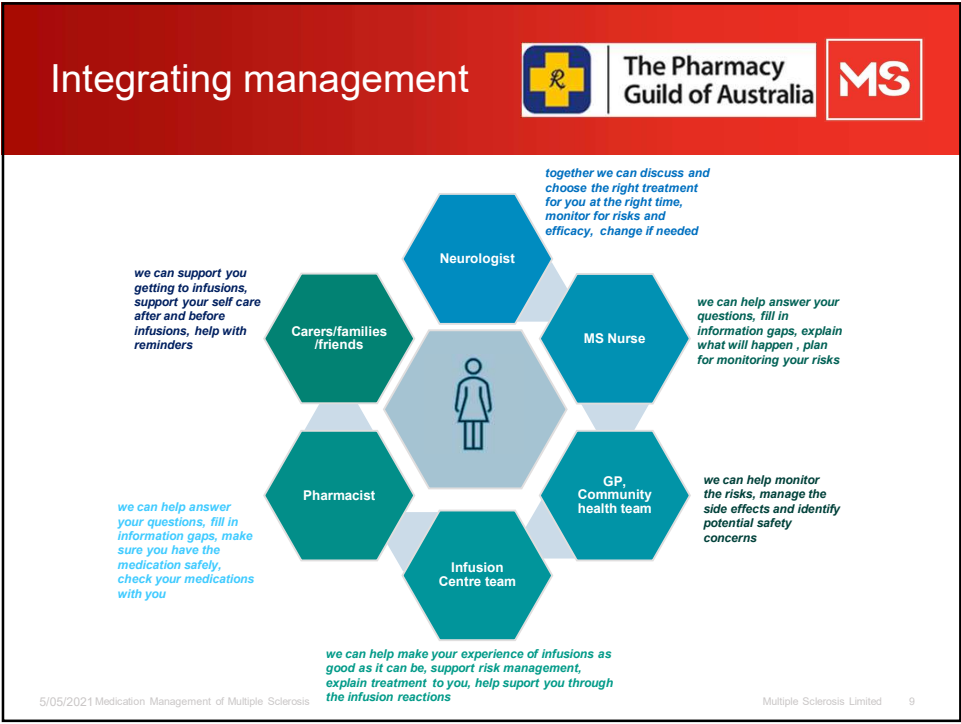 Integrating management
The Pharmacy
Guild of Australia
MS
together we can discuss and
choose the right treatment
for you at the right time,
monitor for risks and
efficacy, change if needed
Neurologist
we can support you
getting to infusions,
support your self care
after and before
infusions, help with
reminders
Carers/families
/friends
MS Nurse
we can help answer your
questions, fill in
information gaps, explain
what will happen , plan
for monitoring your risks
Pharmacist
we can help answer
your questions, fill in
information gaps, make
sure you have the
medication safely,
check your medications
with you
GP,
Community
health team
we can help monitor
the risks, manage the
side effects and identify
potential safety
concerns
Infusion
Centre team
we can help make your experience of infusions as
good as it can be, support risk management,
explain treatment to you, help suport you through
the infusion reactions
5/05/2021 Medication Management of Multiple Sclerosis
Multiple Sclerosis Limited 9